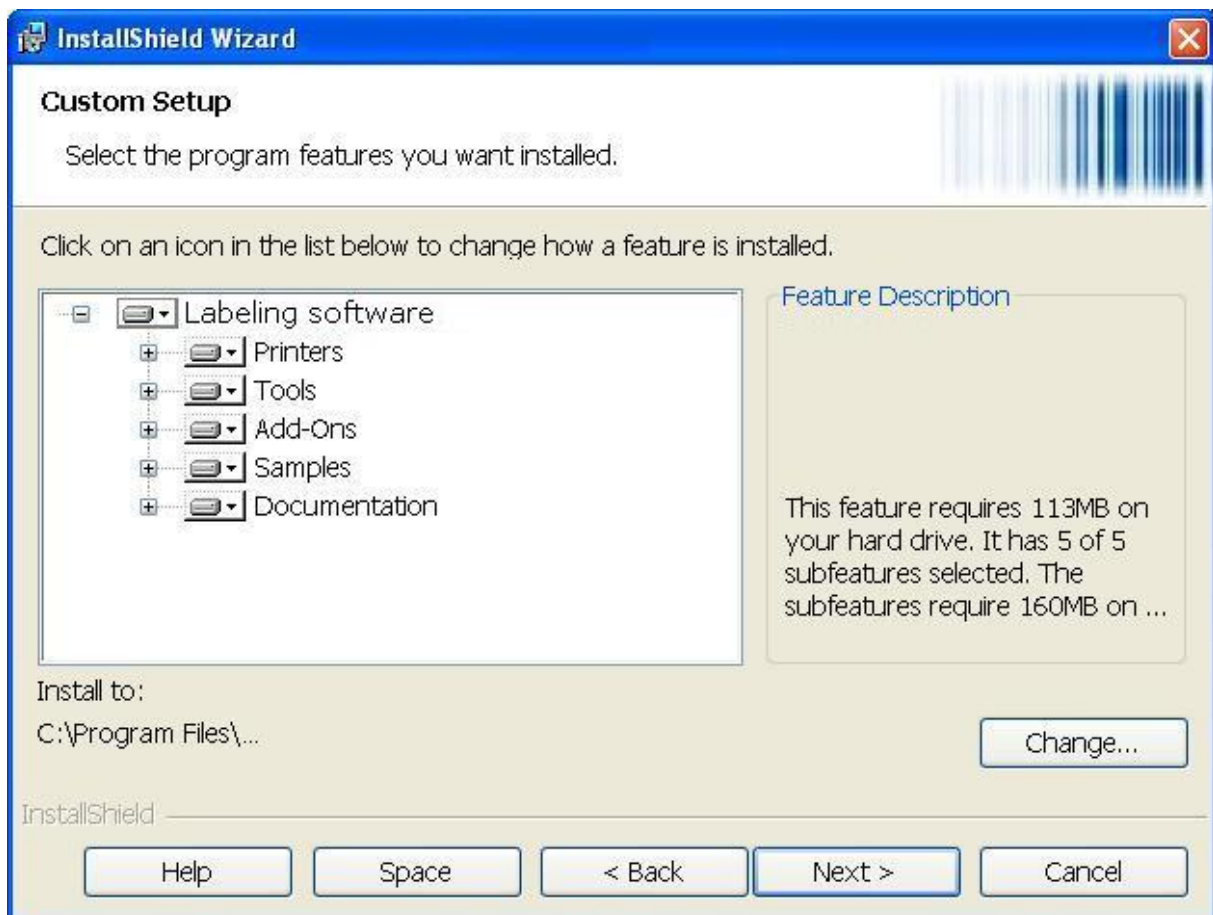 InstallShield Wizard
Custom Setup
Select the program features you want installed.
Click on an icon in the list below to change how a feature is installed.
Labeling software
Printers
Tools
Add-Ons
Samples
Documentation
Feature Description
This feature requires 113MB on
your hard drive. It has 5 of 5
subfeatures selected. The
subfeatures require 160MB on ...
Install to:
C:\Program Files\...
Change...
InstallShield
Help
Space
< Back
Next >
Cancel